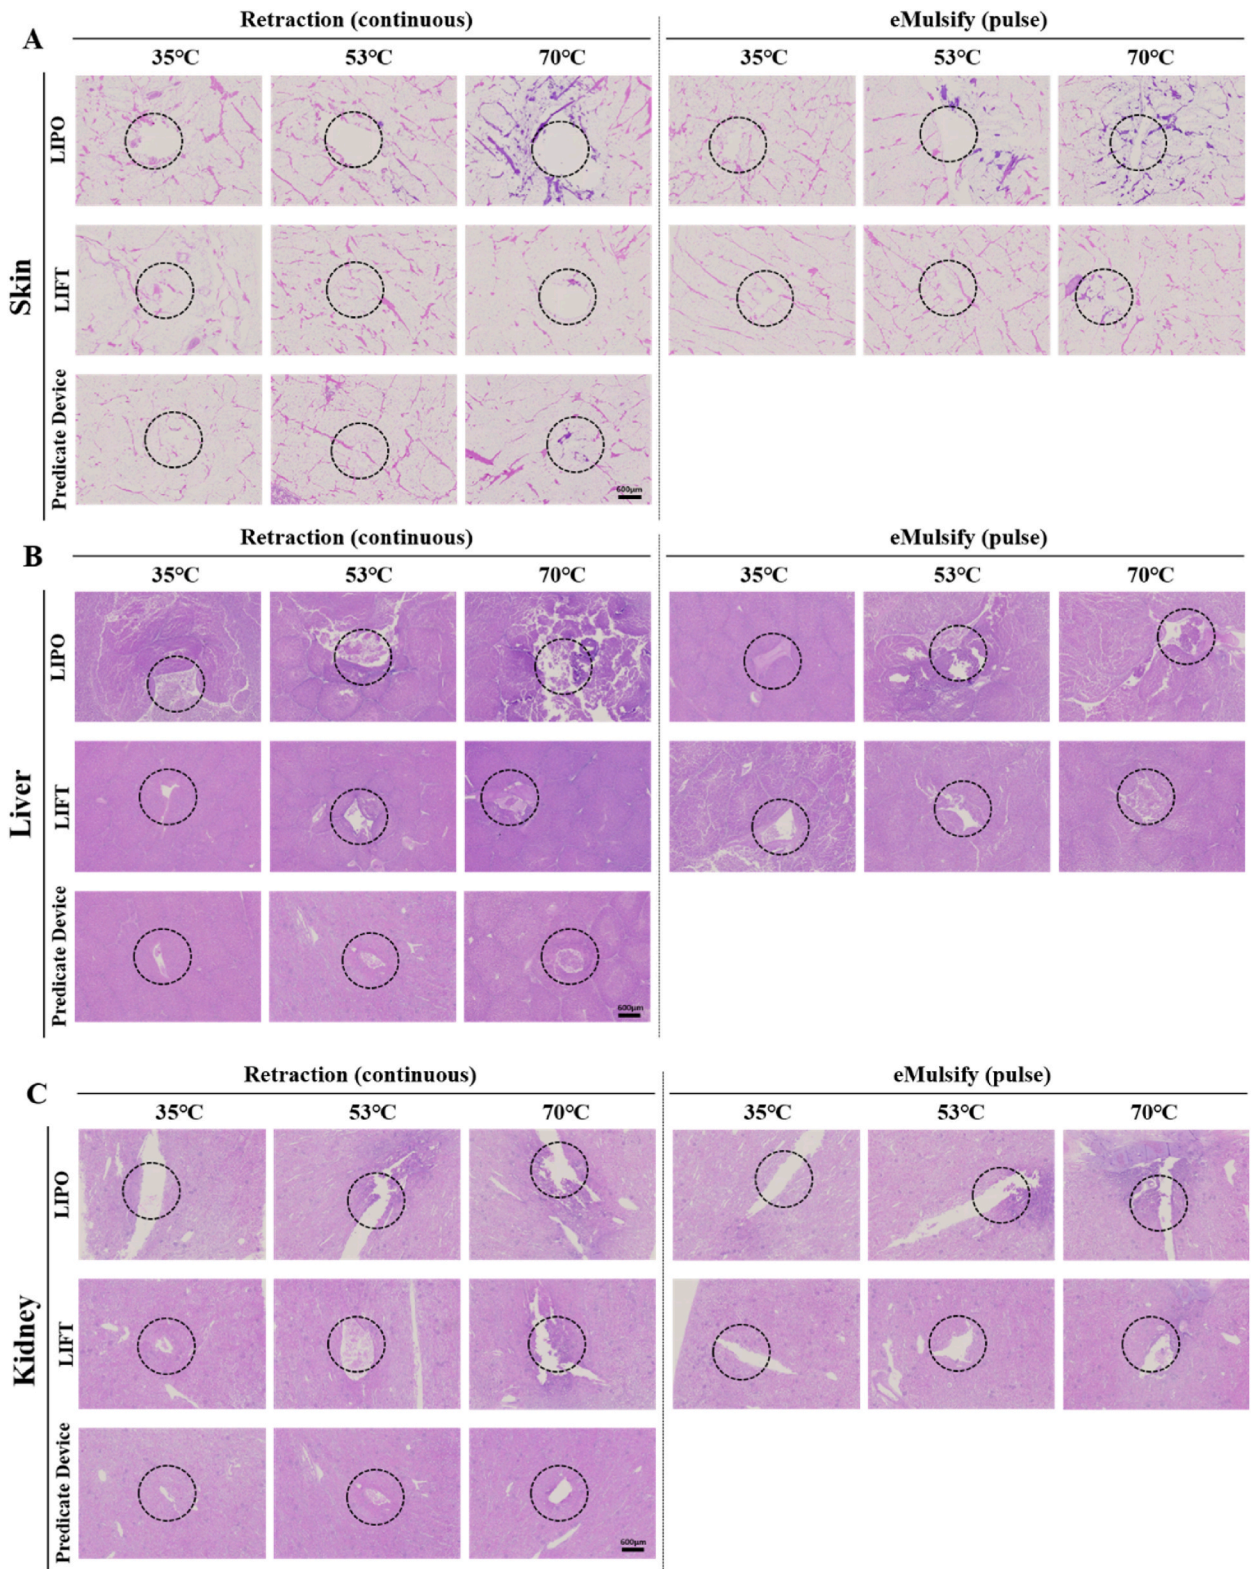 A
Retraction (continuous)
eMulsify (pulse)
35℃
53℃
70℃
35℃
53℃
70℃
Skin
LIPO
LIFT
Predicate Device
600μm
B
Retraction (continuous)
eMulsify (pulse)
35℃
53℃
70℃
35℃
53℃
70℃
Liver
LIPO
LIFT
Predicate Device
600μm
C
Retraction (continuous)
eMulsify (pulse)
35℃
53℃
70℃
35℃
53℃
70℃
Kidney
LIPO
LIFT
Predicate Device
600μm